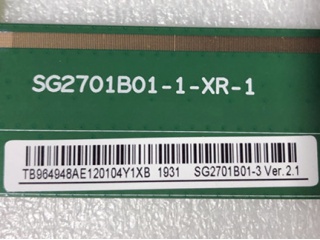 SG2701B01-1-XR-1
TB964948AE120104Y1XB 1931 SG2701B01-3 Ver. 2.1